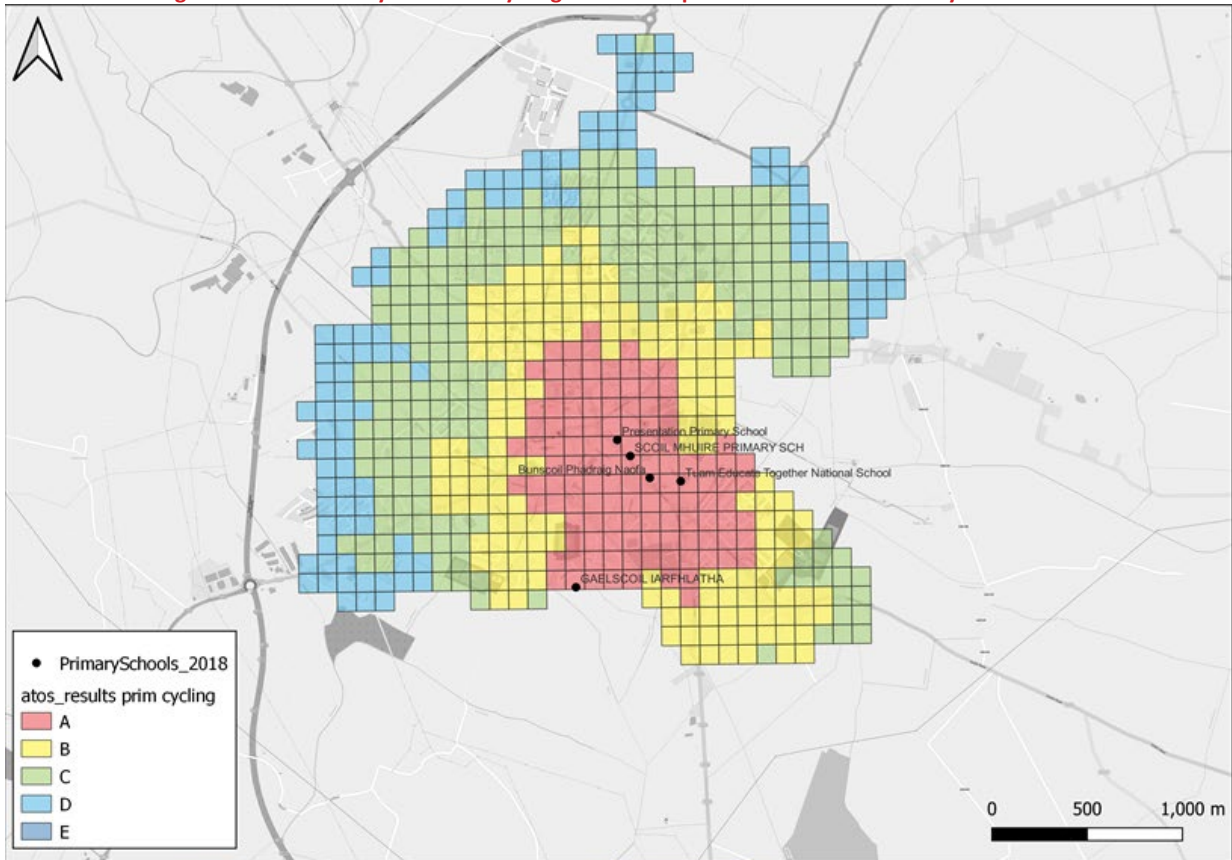 Presentation Primary School
SCOIL MHUIRE PRIMARY SCH
Bunscoil Phadraig Naofa
Tuam Educate Together National School
GAELSCOIL IARFHLATHA
PrimarySchools_2018
atos_results prim cycling
A
B
C
D
E
0 500 1,000 m